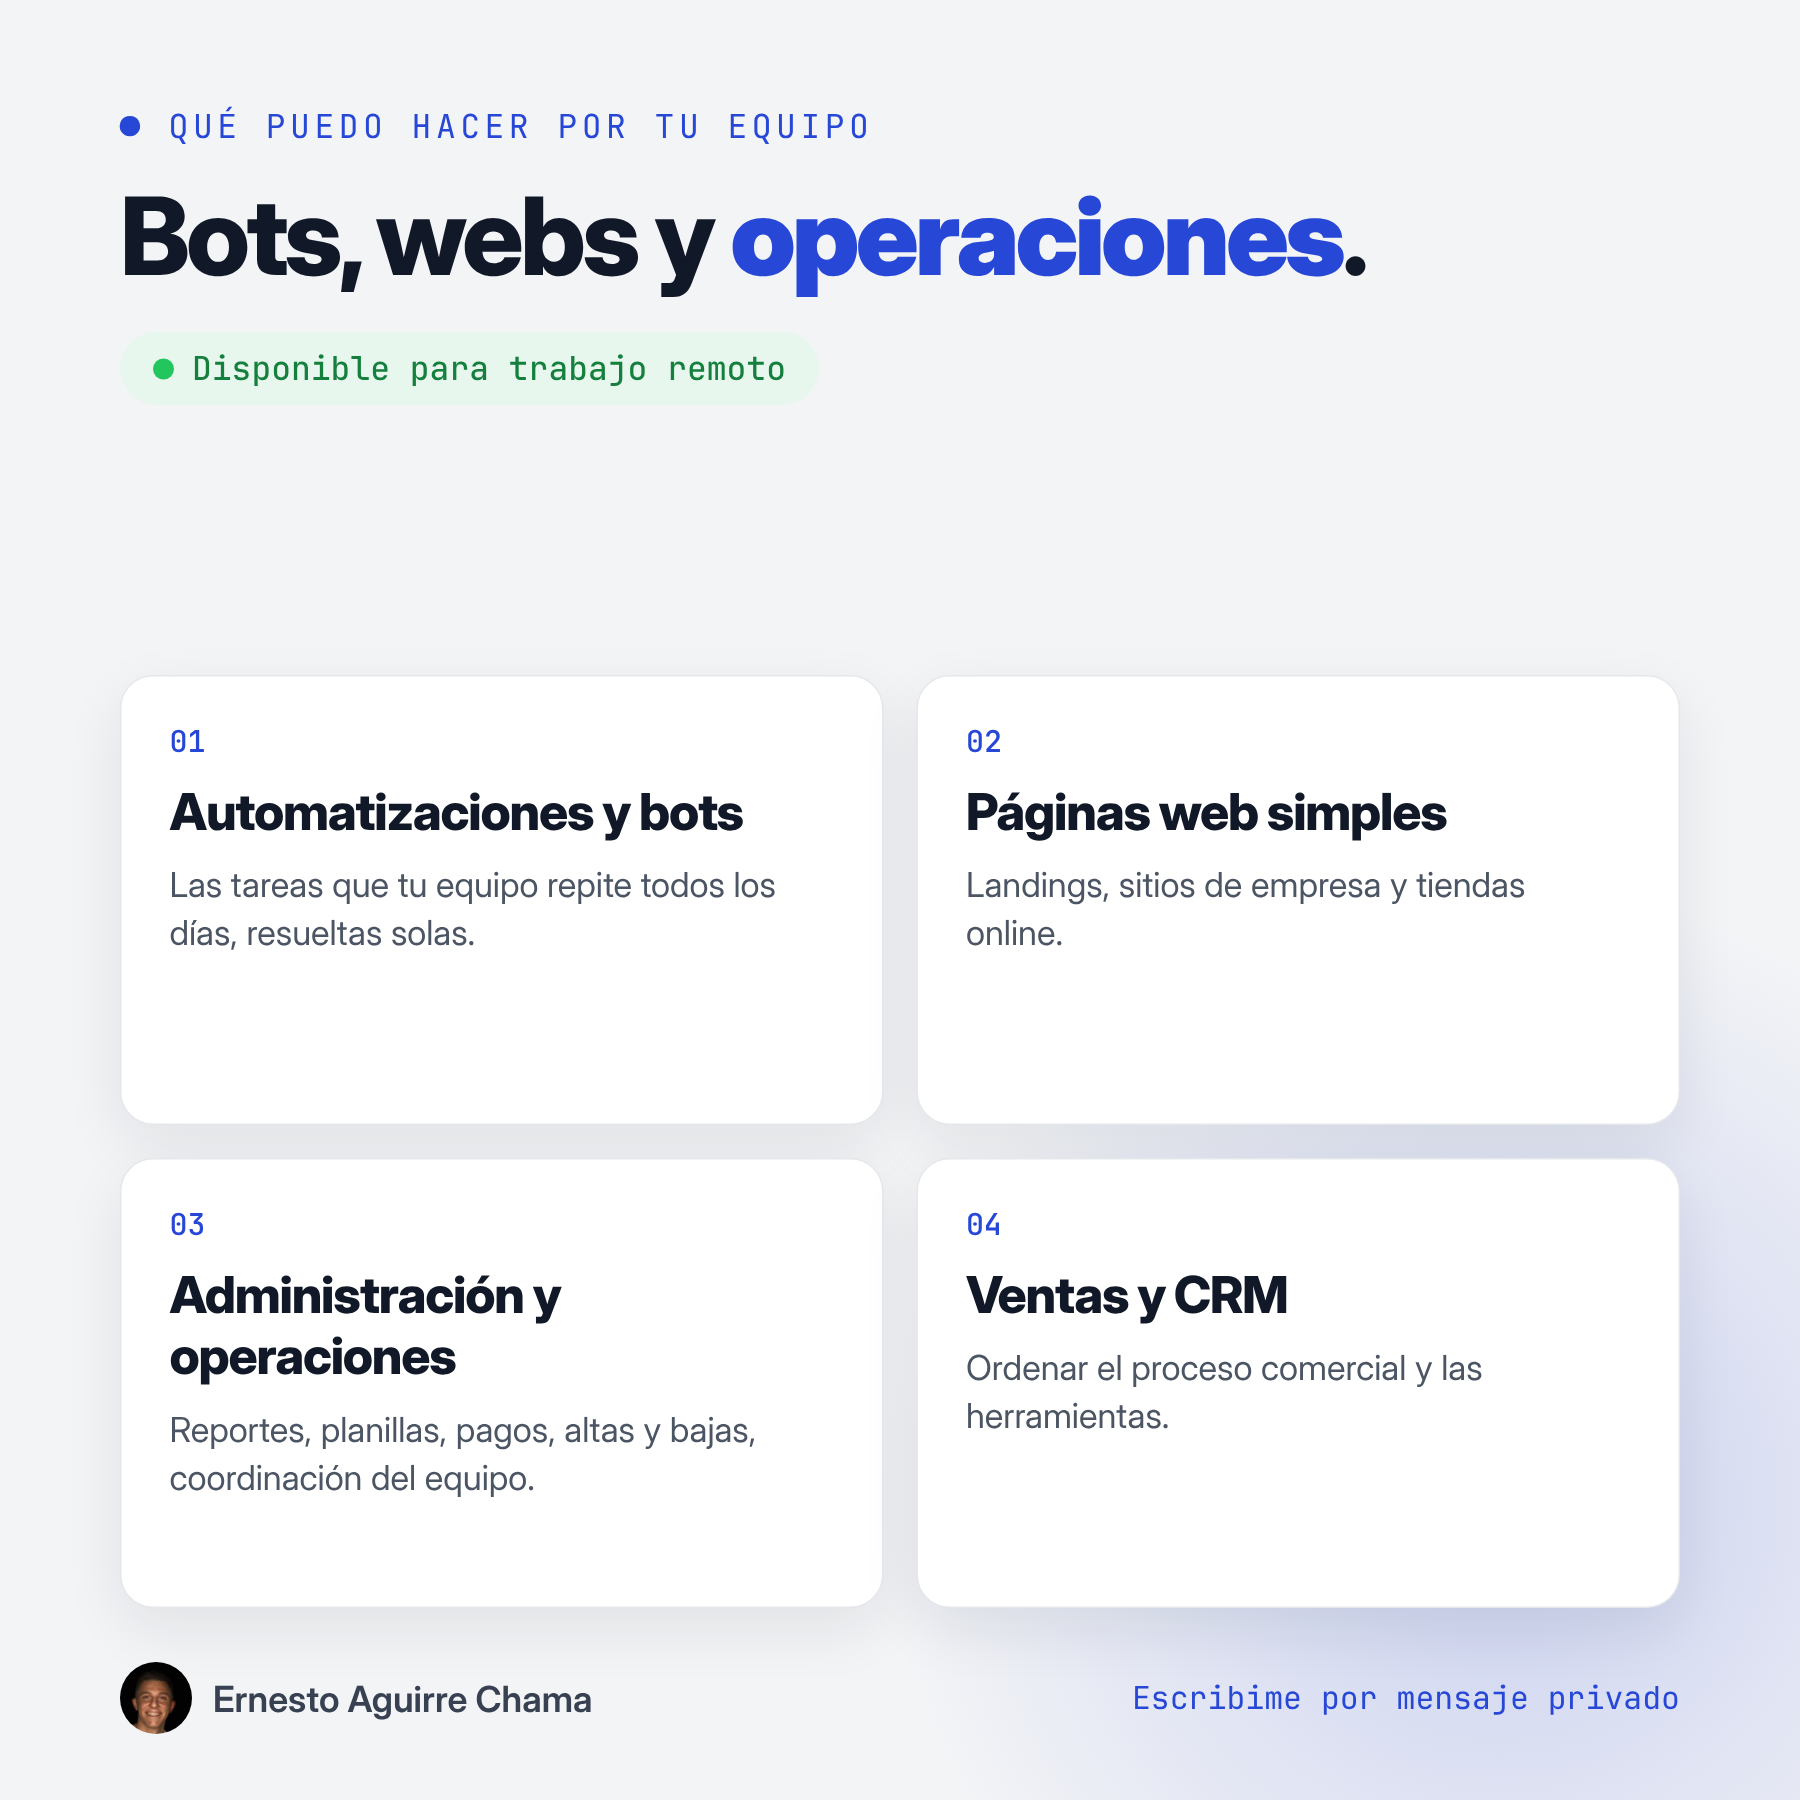 QUÉ PUEDO HACER POR TU EQUIPO
Bots, webs y operaciones.
Disponible para trabajo remoto
01
Automatizaciones y bots
Las tareas que tu equipo repite todos los
días, resueltas solas.
02
Páginas web simples
Landings, sitios de empresa y tiendas
online.
03
Administración y
operaciones
Reportes, planillas, pagos, altas y bajas,
coordinación del equipo.
04
Ventas y CRM
Ordenar el proceso comercial y las
herramientas.
Ernesto Aguirre Chama
Escribime por mensaje privado